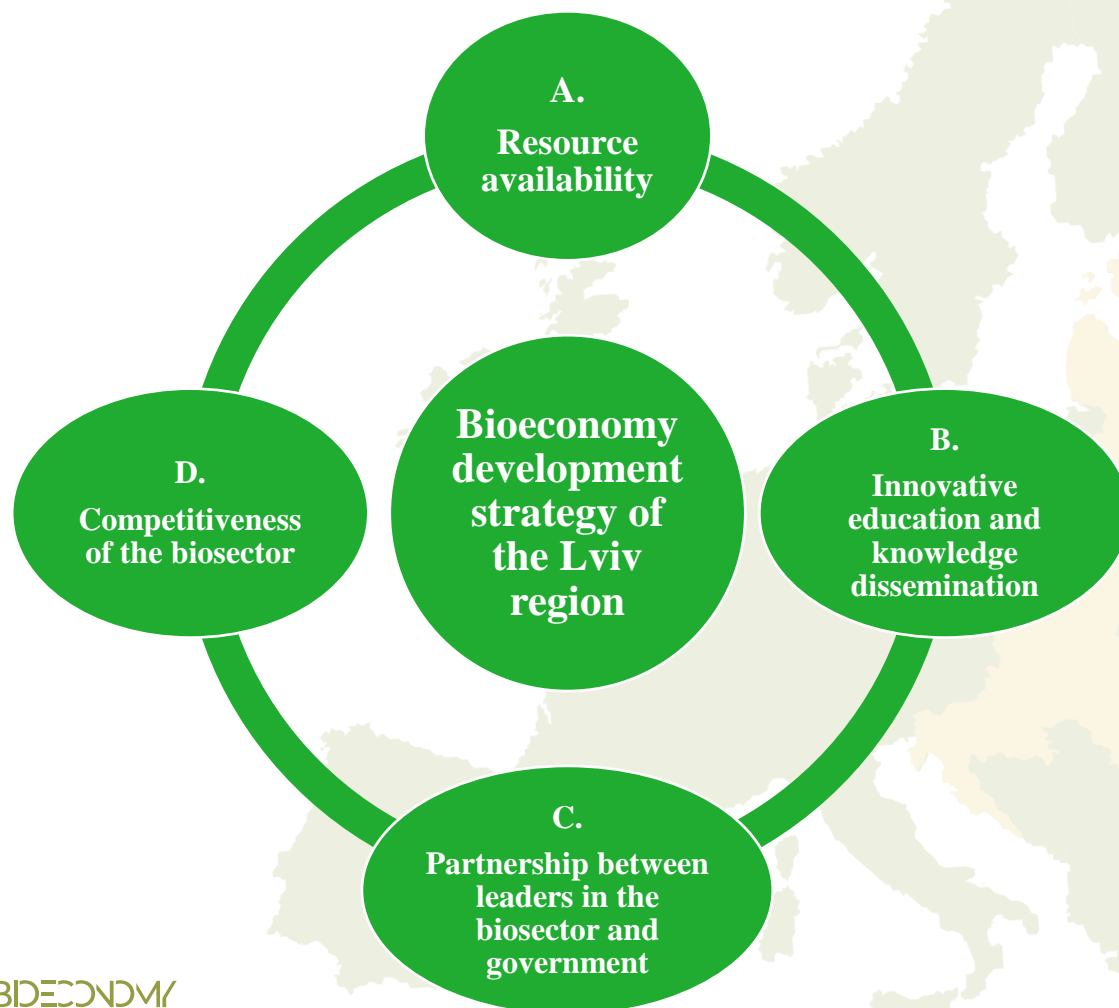 A.
Resource
availability
B.
Innovative
education and
knowledge
dissemination
C.
Partnership between
leaders in the
biosector and
government
D.
Competitiveness
of the biosector
Bioeconomy
development
strategy of
the Lviv
region
BIOECONOMY